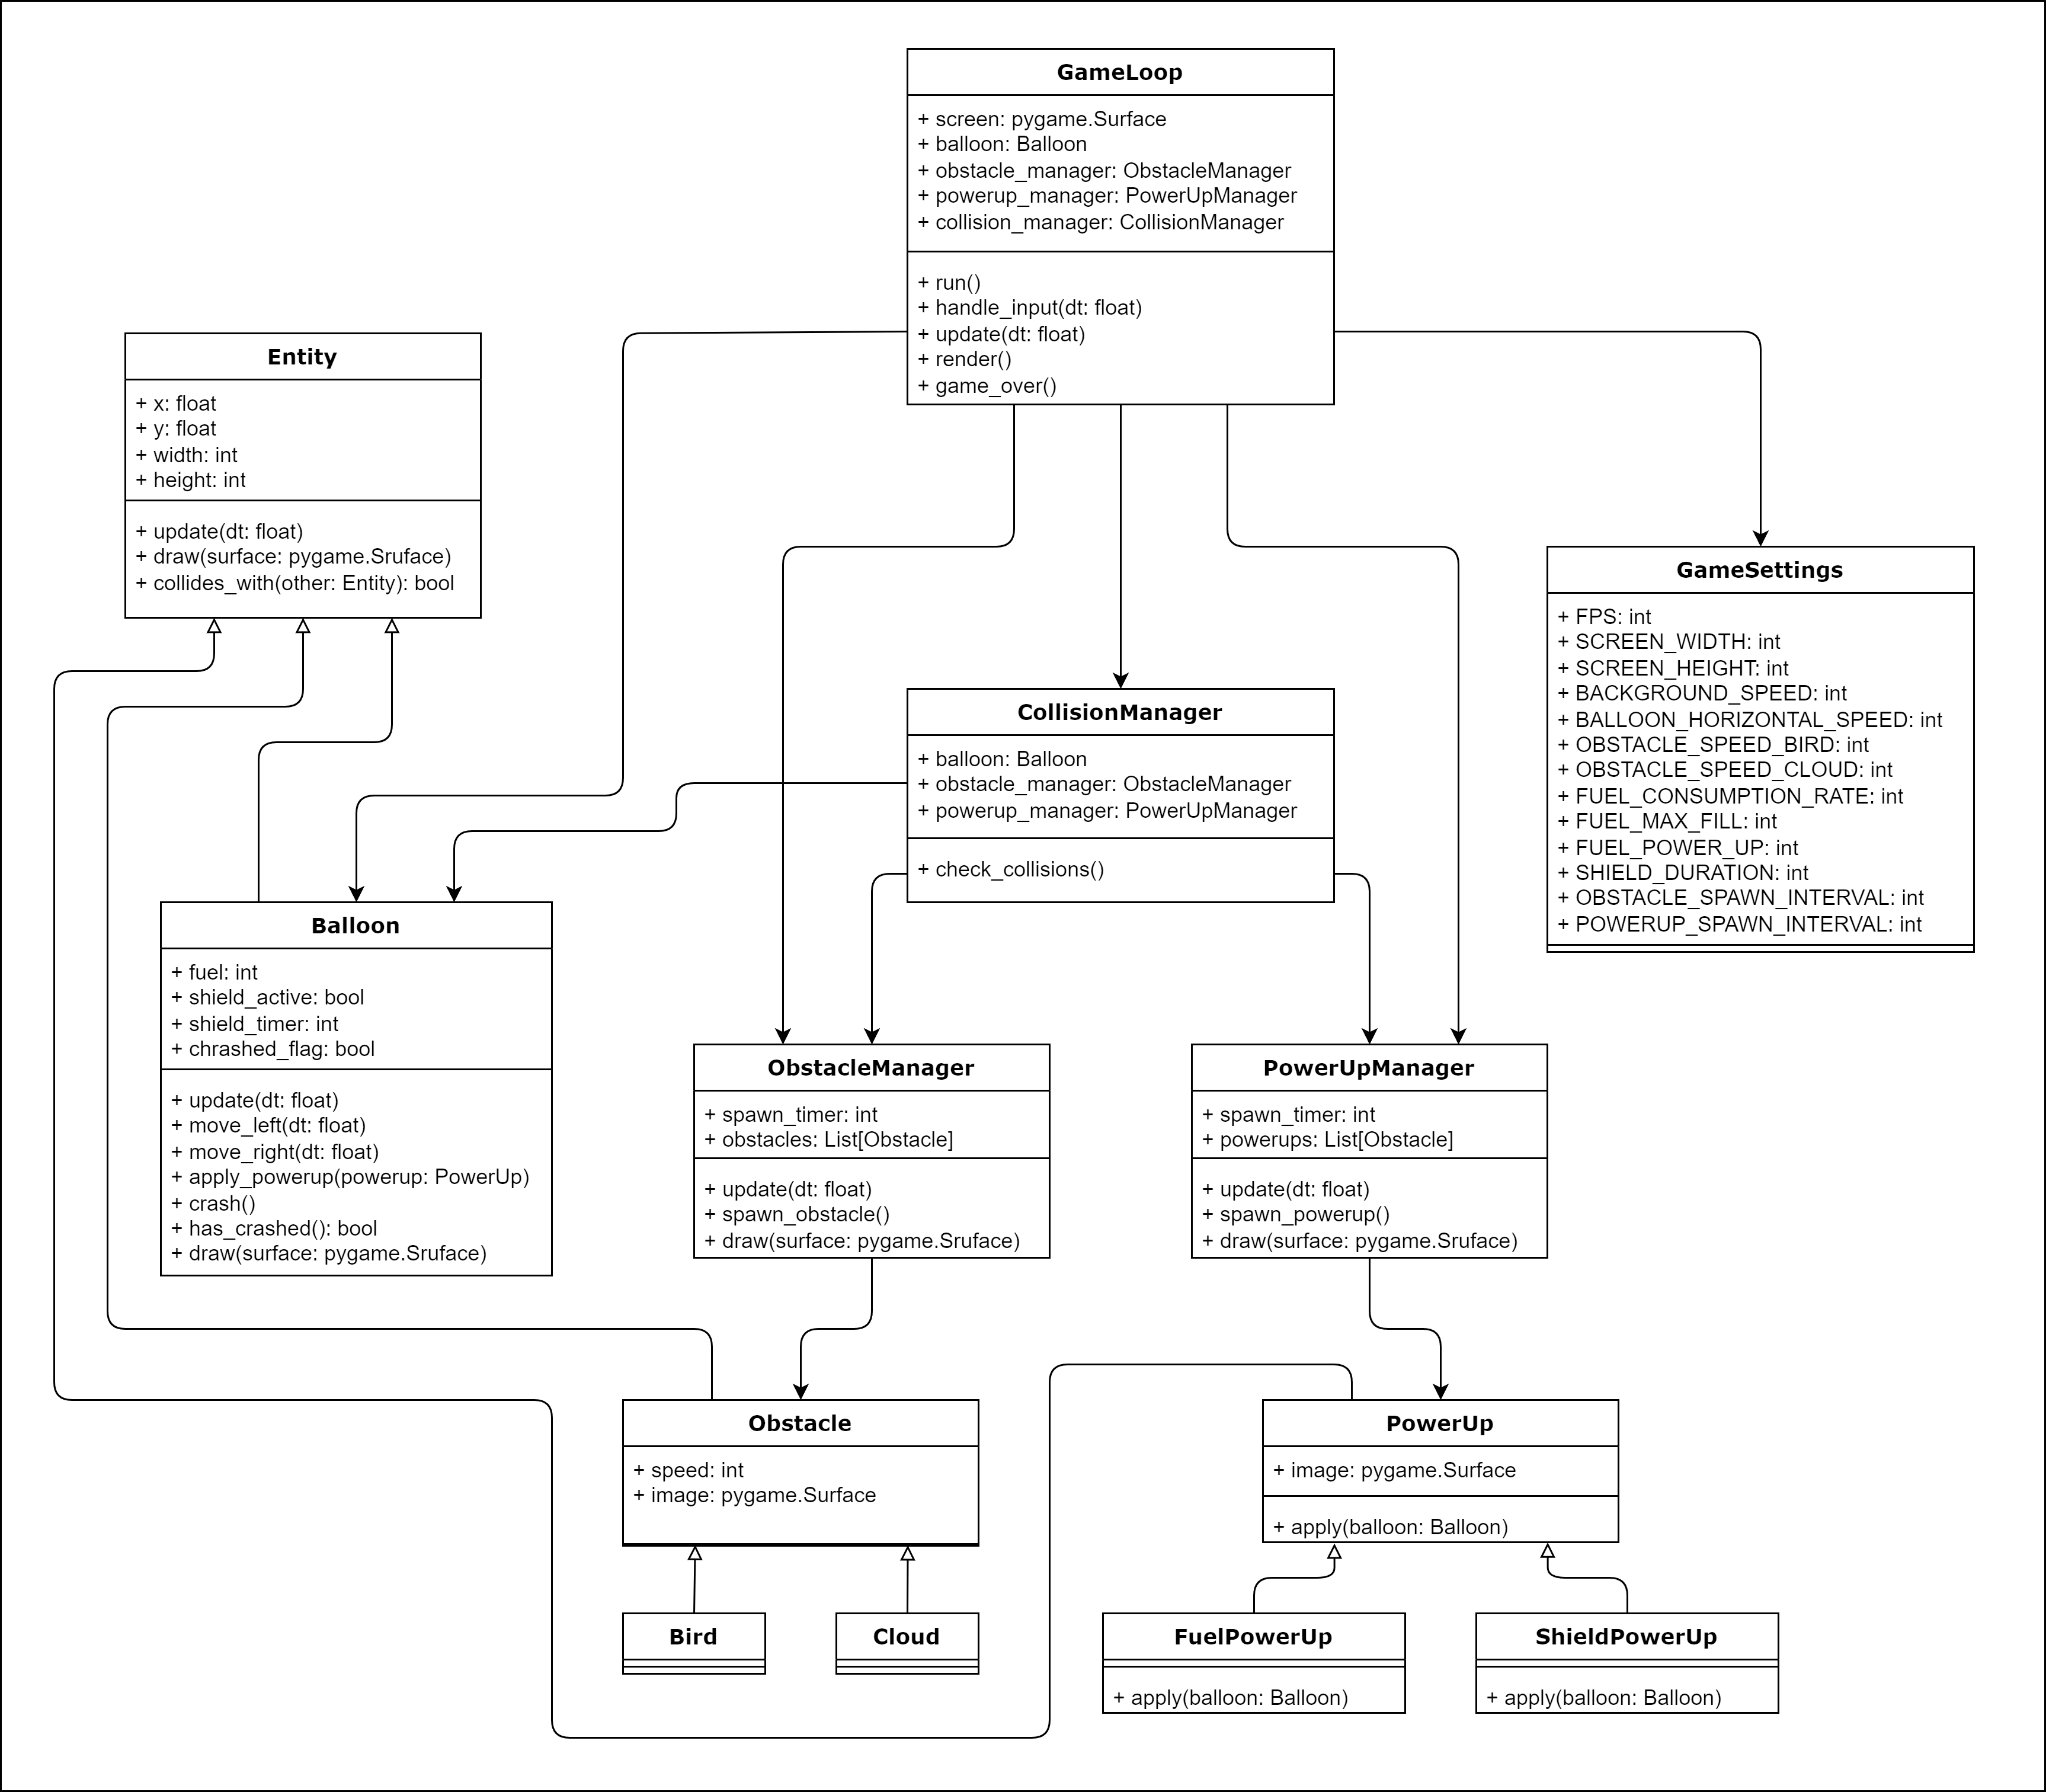 GameLoop
+ screen: pygame.Surface
+ balloon: Balloon
+ obstacle_manager: ObstacleManager
+ powerup_manager: PowerUpManager
+ collision_manager: CollisionManager
+ run()
+ handle_input(dt: float)
+ update(dt: float)
+ render()
+ game_over()
Entity
+ x: float
+ y: float
+ width: int
+ height: int
+ update(dt: float)
+ draw(surface: pygame.Sruface)
+ collides_with(other: Entity): bool
GameSettings
+ FPS: int
+ SCREEN_WIDTH: int
+ SCREEN_HEIGHT: int
+ BACKGROUND_SPEED: int
+ BALLOON_HORIZONTAL_SPEED: int
+ OBSTACLE_SPEED_BIRD: int
+ OBSTACLE_SPEED_CLOUD: int
+ FUEL_CONSUMPTION_RATE: int
+ FUEL_MAX_FILL: int
+ FUEL_POWER_UP: int
+ SHIELD_DURATION: int
+ OBSTACLE_SPAWN_INTERVAL: int
+ POWERUP_SPAWN_INTERVAL: int
CollisionManager
+ balloon: Balloon
+ obstacle_manager: ObstacleManager
+ powerup_manager: PowerUpManager
+ check_collisions()
Balloon
+ fuel: int
+ shield_active: bool
+ shield_timer: int
+ chrashed_flag: bool
+ update(dt: float)
+ move_left(dt: float)
+ move_right(dt: float)
+ apply_powerup(powerup: PowerUp)
+ crash()
+ has_crashed(): bool
+ draw(surface: pygame.Sruface)
ObstacleManager
+ spawn_timer: int
+ obstacles: List[Obstacle]
+ update(dt: float)
+ spawn_obstacle()
+ draw(surface: pygame.Sruface)
PowerUpManager
+ spawn_timer: int
+ powerups: List[Obstacle]
+ update(dt: float)
+ spawn_powerup()
+ draw(surface: pygame.Sruface)
Obstacle
+ speed: int
+ image: pygame.Surface
PowerUp
+ image: pygame.Surface
+ apply(balloon: Balloon)
Bird
Cloud
FuelPowerUp
+ apply(balloon: Balloon)
ShieldPowerUp
+ apply(balloon: Balloon)